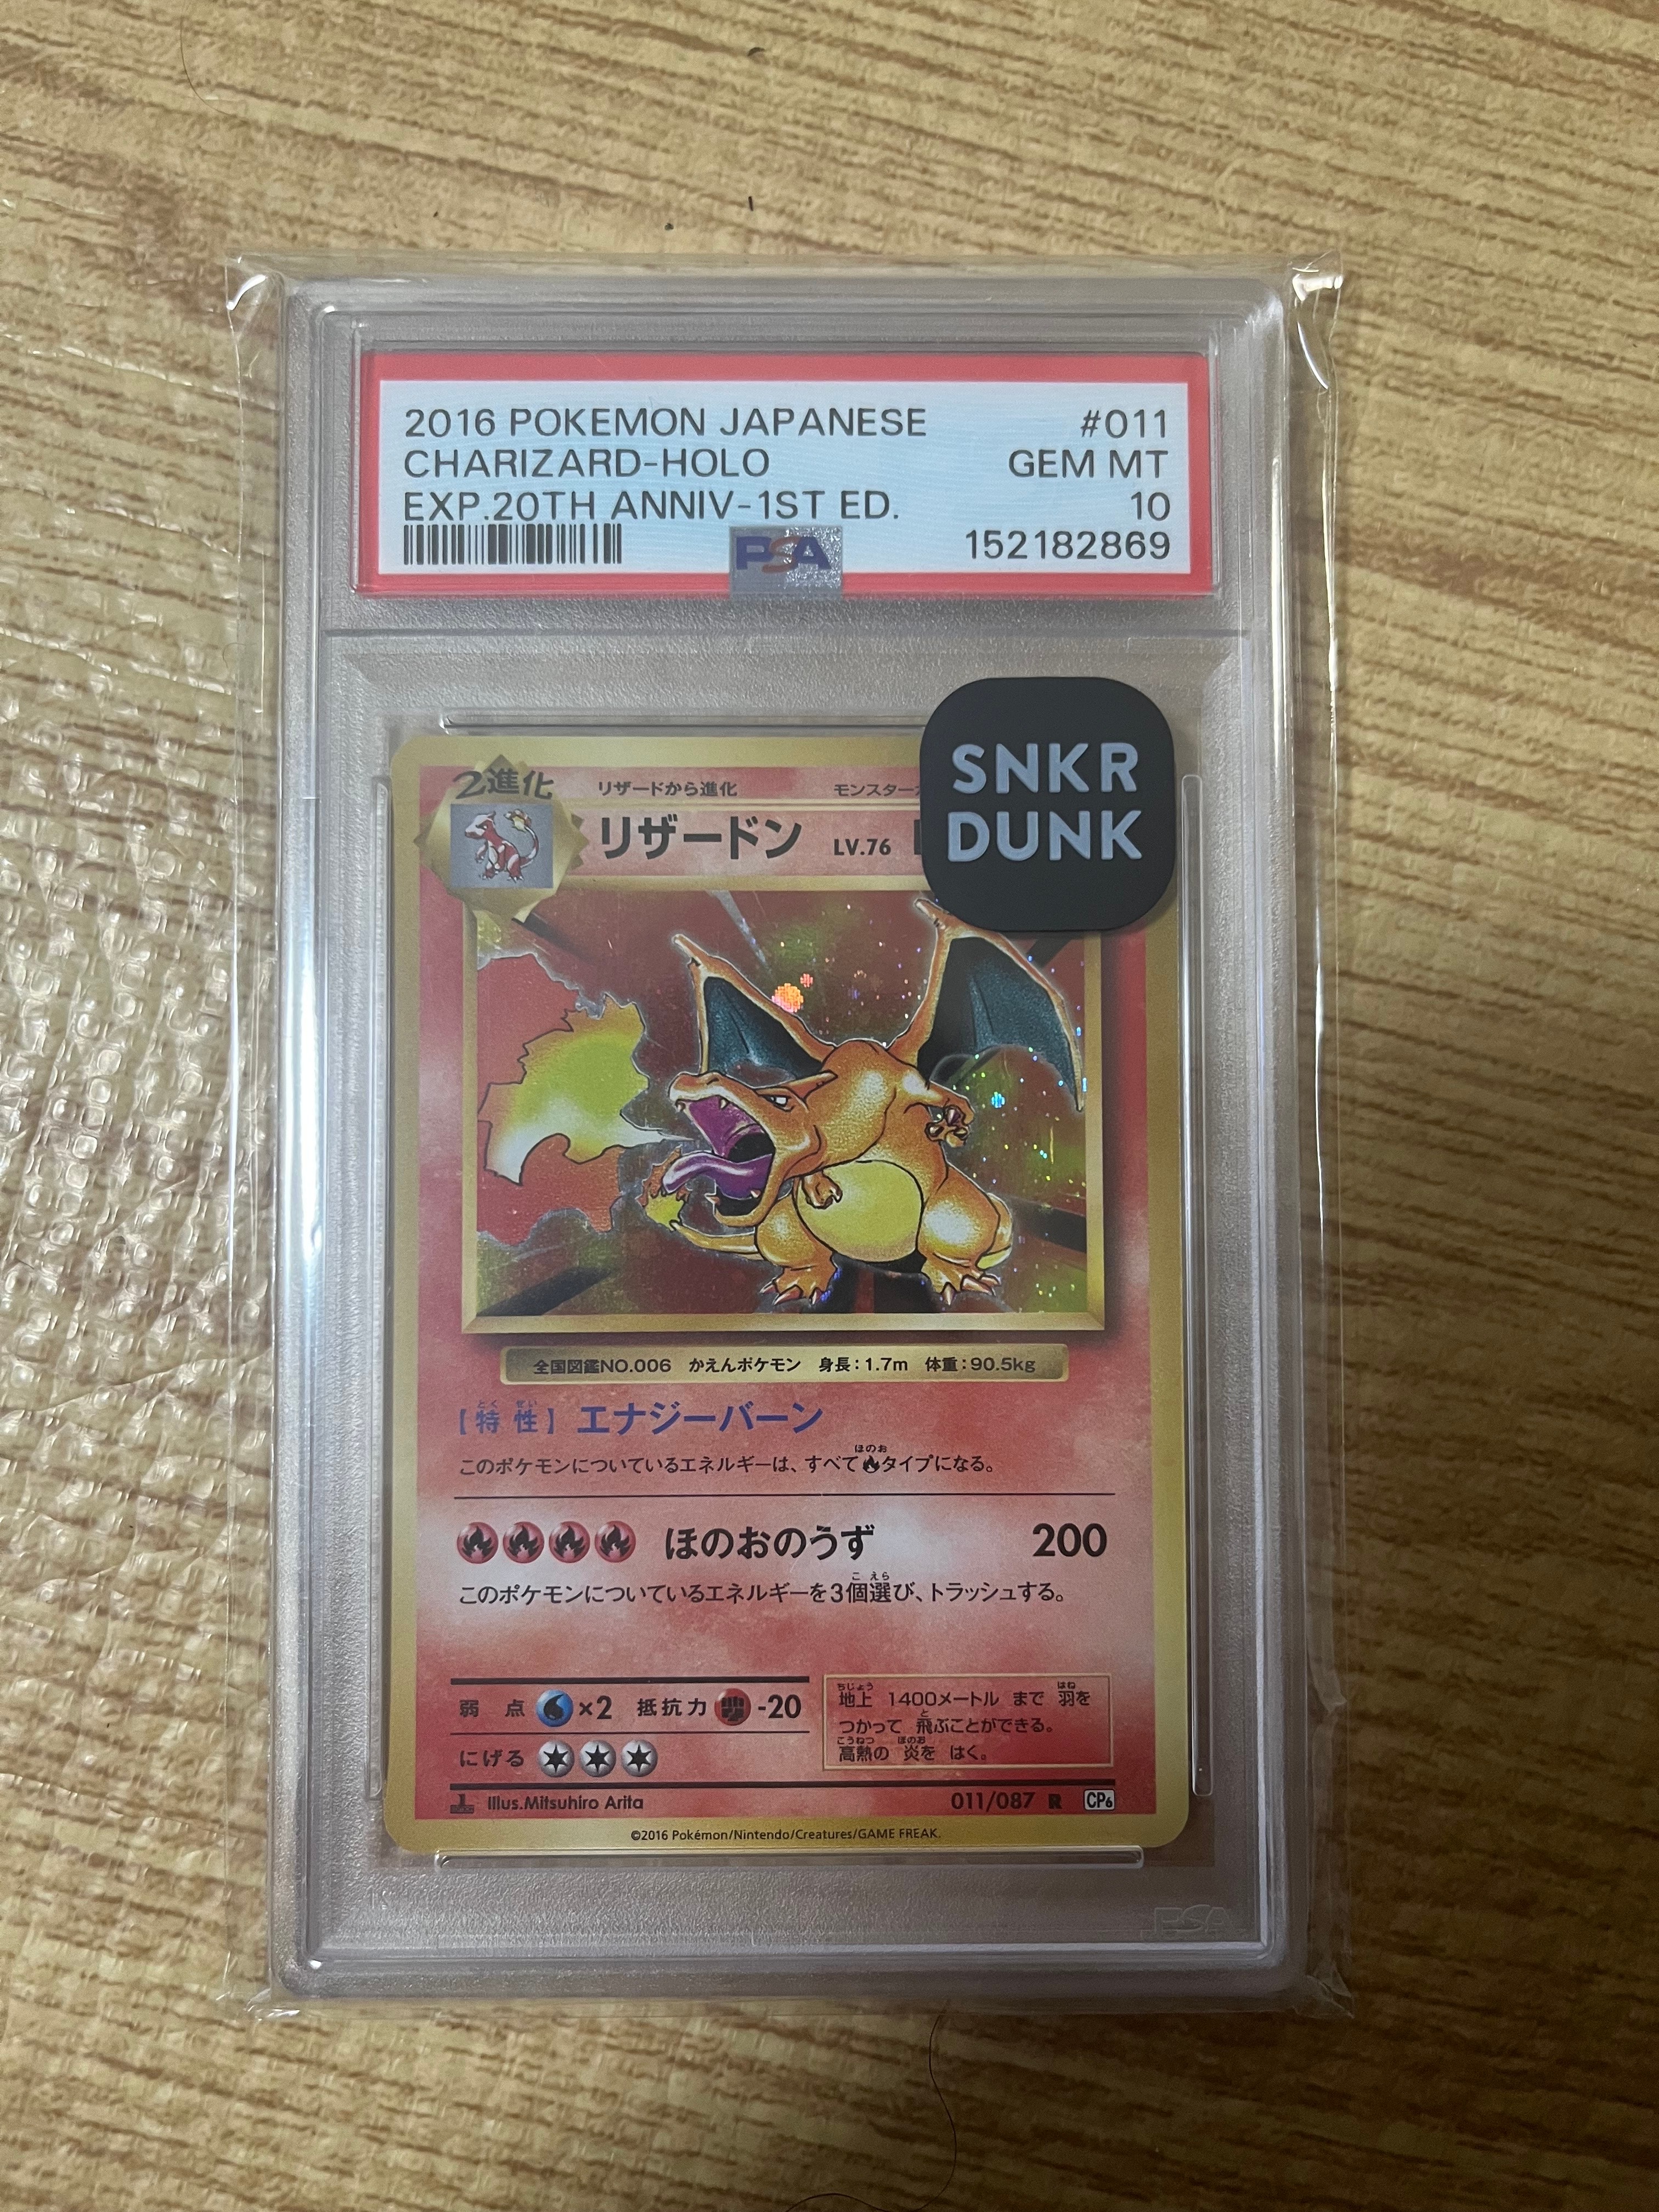 2016 POKEMON JAPANESE #011
CHARIZARD-HOLO GEM MT
EXP.20TH ANNIV-1ST ED. 10
PSA 152182869
SNKR
DUNK
2進化 リザードから進化 モンスター
リザードン LV.76
全国図鑑NO.006 かえんポケモン 身長:1.7m 体重:90.5kg
【特性】 エナジーバーン
このポケモンについているエネルギーは、すべてタイプになる。
ほのおのうず 200
このポケモンについているエネルギーを3個選び、トラッシュする。
弱点 ×2 抵抗力 -20
にげる
地上 1400メートル まで 羽を
つかって 飛ぶことができる。
高熱の 炎を はく。
Illus.Mitsuhiro Arita 011/087 R CP6
©2016 Pokémon/Nintendo/Creatures/GAME FREAK.
PSA